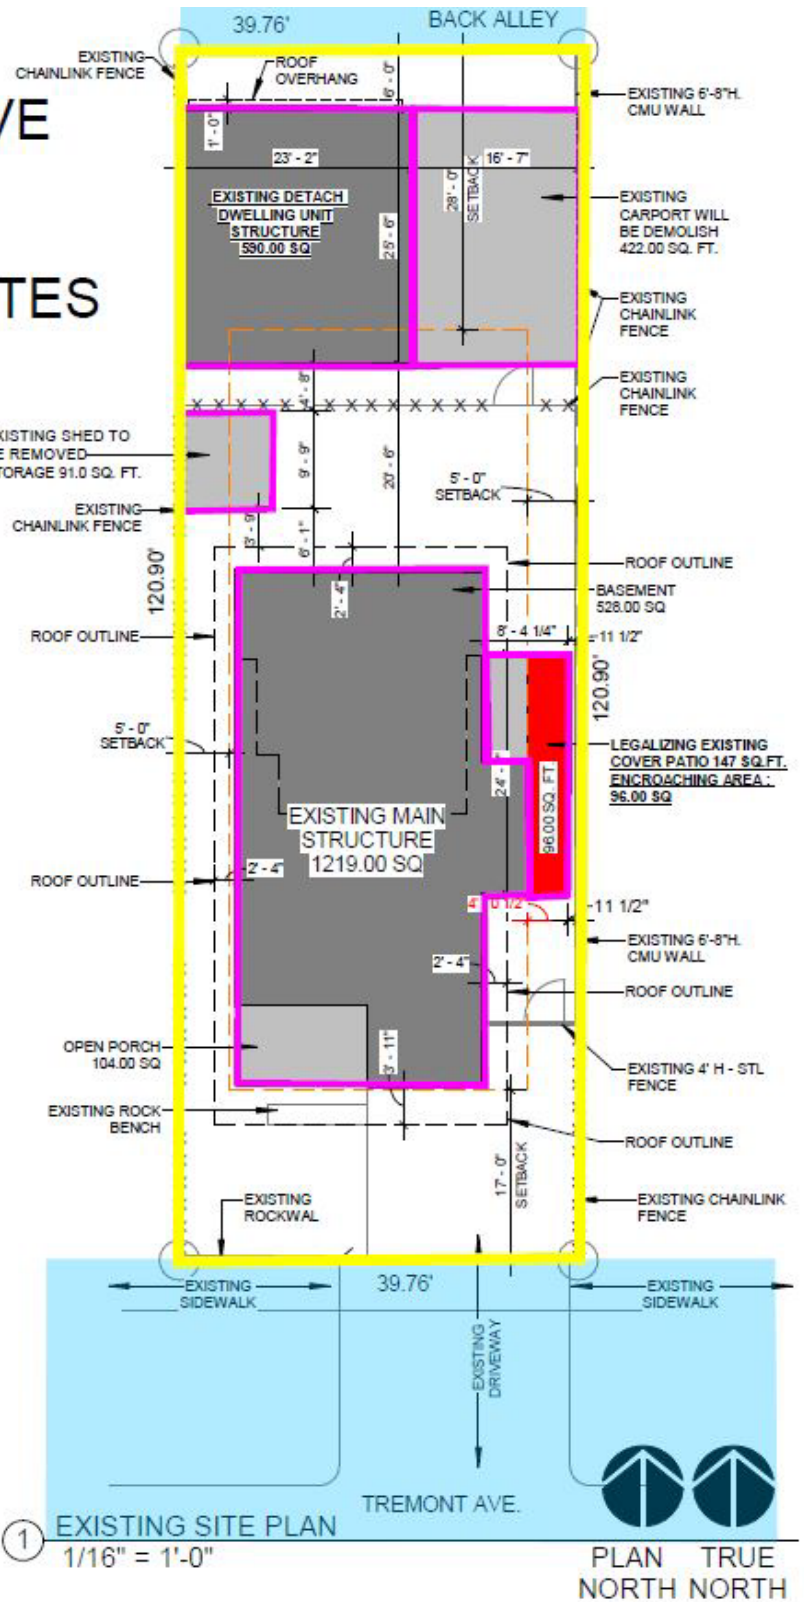 39.76'
BACK ALLEY
EXISTING
CHAINLINK FENCE
ROOF
OVERHANG
6' - 0"
EXISTING 6'-8"H.
CMU WALL
VE
1' - 0"
23' - 2"
16' - 7"
28' - 0"
SETBACK
EXISTING DETACH
DWELLING UNIT
STRUCTURE
590.00 SQ
25' - 6"
EXISTING
CARPORT WILL
BE DEMOLISH
422.00 SQ. FT.
TES
EXISTING
CHAINLINK
FENCE
EXISTING
CHAINLINK
FENCE
4' - 8"
X X X X X X X X X X X X X X
XISTING SHED TO
E REMOVED
TORAGE 91.0 SQ. FT.
9' - 9"
20' - 6"
5' - 0"
SETBACK
EXISTING
CHAINLINK FENCE
3' - 9"
6' - 1"
120.90'
ROOF OUTLINE
2' - 4"
BASEMENT
528.00 SQ
ROOF OUTLINE
8' - 4 1/4"
11 1/2"
120.90'
5' - 0"
SETBACK
LEGALIZING EXISTING
COVER PATIO 147 SQ.FT.
ENCROACHING AREA :
96.00 SQ
24' -
96.00 SQ. FT.
EXISTING MAIN
STRUCTURE
1219.00 SQ
ROOF OUTLINE
2' - 4"
4' 0 1/2"
11 1/2"
EXISTING 6'-8"H.
CMU WALL
2' - 4"
ROOF OUTLINE
OPEN PORCH
104.00 SQ
3' - 11"
EXISTING 4' H - STL
FENCE
EXISTING ROCK
BENCH
ROOF OUTLINE
17' - 0"
SETBACK
EXISTING
ROCKWAL
EXISTING CHAINLINK
FENCE
EXISTING
SIDEWALK
39.76'
EXISTING
SIDEWALK
EXISTING
DRIVEWAY
TREMONT AVE.
1
EXISTING SITE PLAN
1/16" = 1'-0"
PLAN
NORTH
TRUE
NORTH